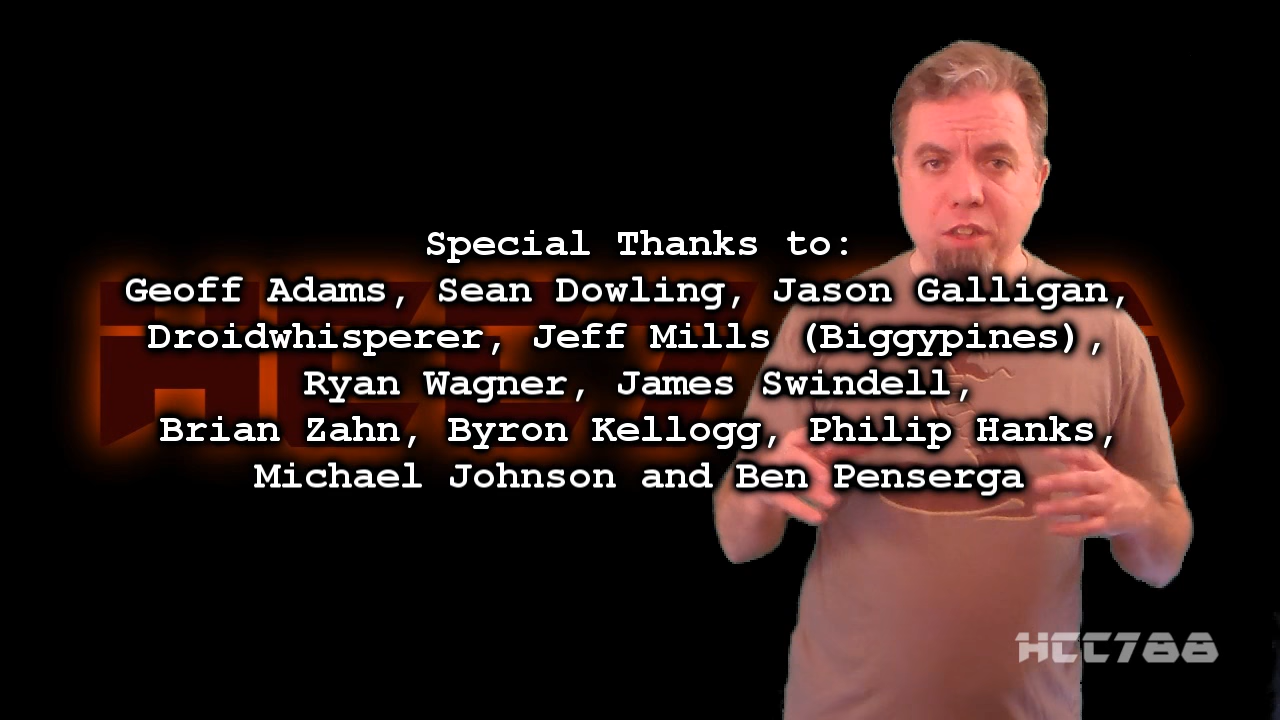 Special Thanks to:
Geoff Adams, Sean Dowling, Jason Galligan,
Droidwhisperer, Jeff Mills (Biggypines),
Ryan Wagner, James Swindell,
Brian Zahn, Byron Kellogg, Philip Hanks,
Michael Johnson and Ben Penserga
HCC788